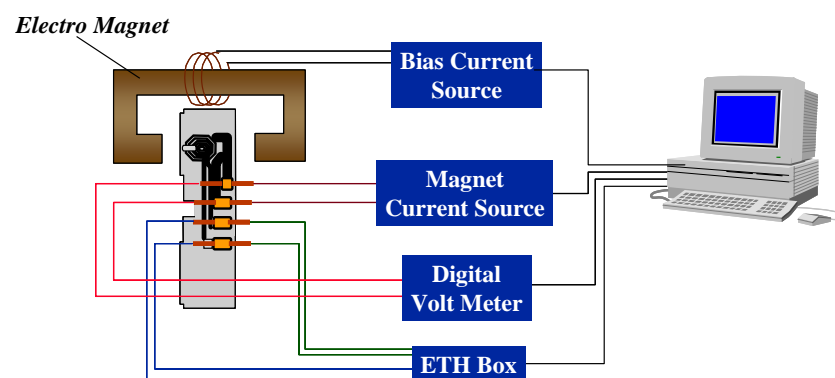 Electro Magnet
Bias Current
Source
Magnet
Current Source
Digital
Volt Meter
ETH Box